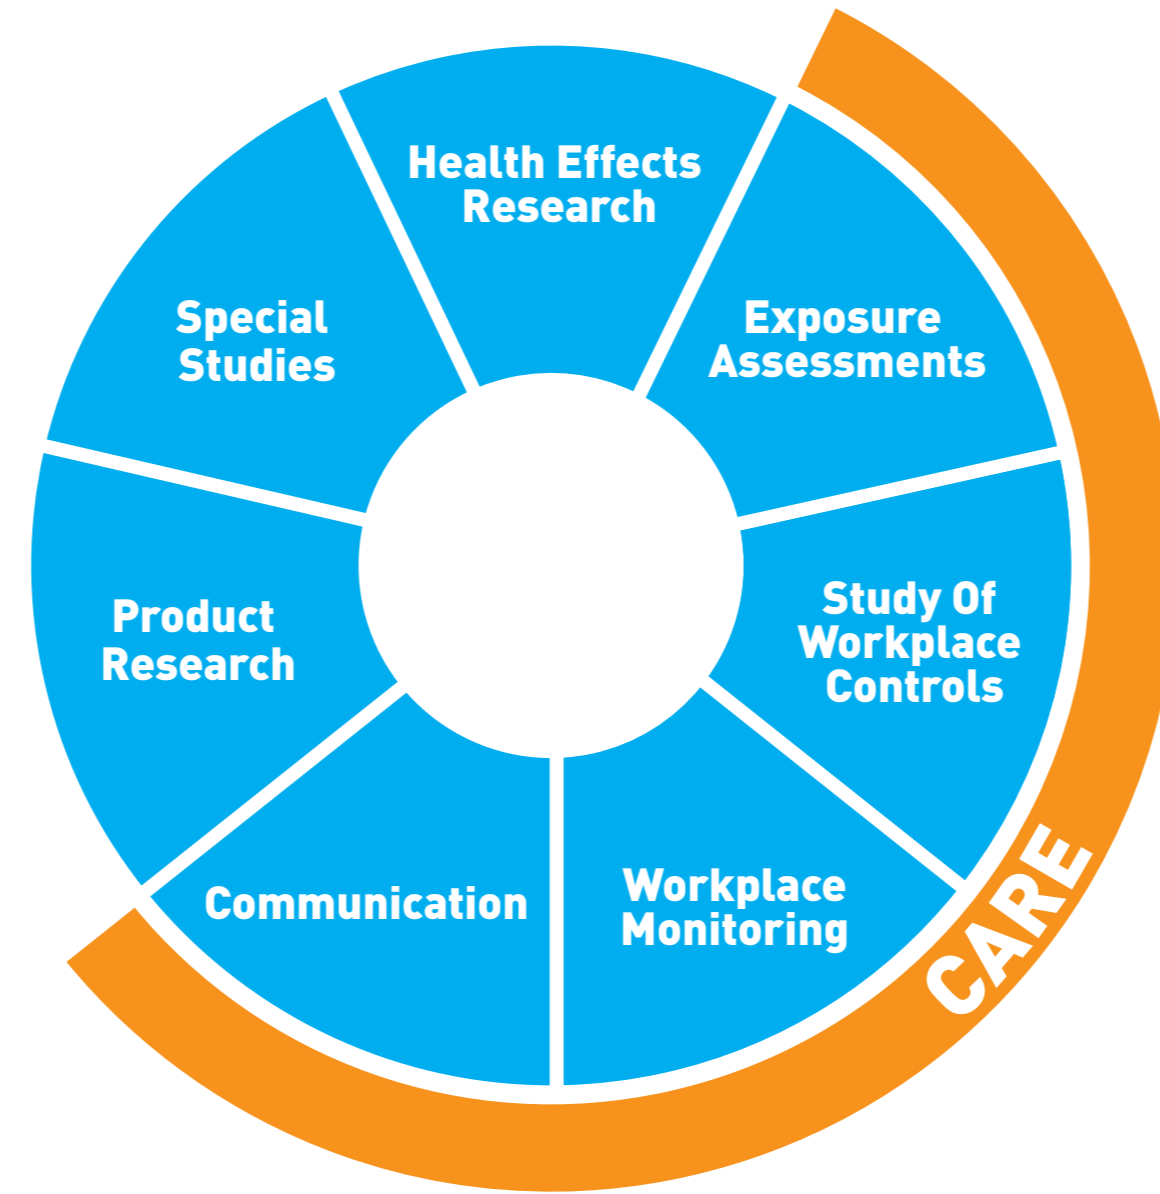 Health Effects
Research
Exposure
Assessments
Study Of
Workplace
Controls
Workplace
Monitoring
Communication
Product
Research
Special
Studies
CARE